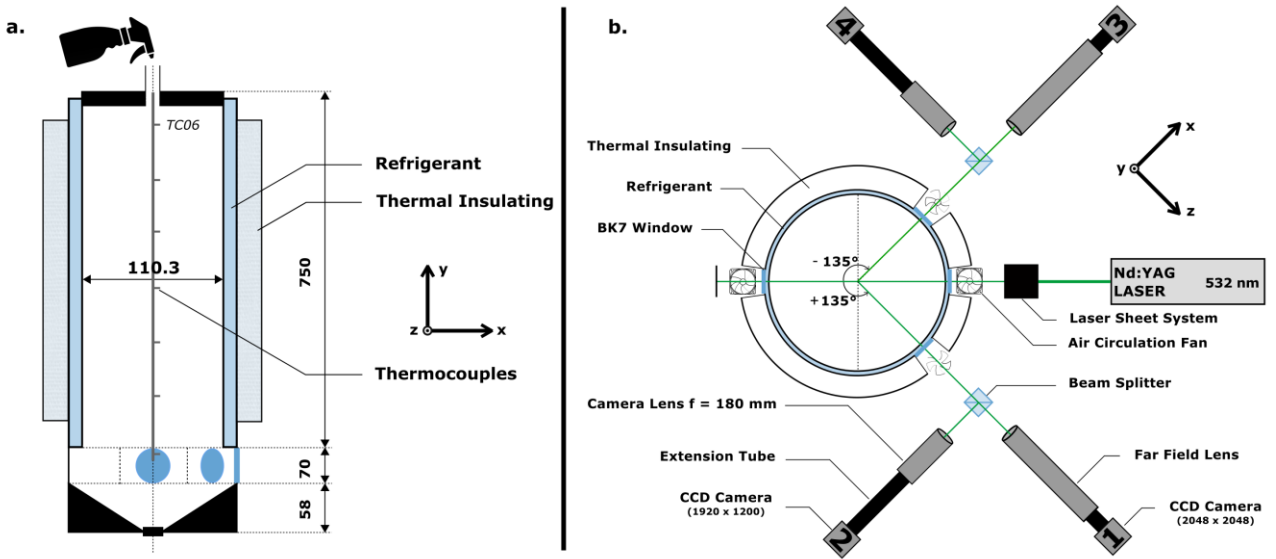 a.
TC06
Refrigerant
Thermal Insulating
110.3
750
y
z
x
Thermocouples
70
58
b.
4
3
Thermal Insulating
x
Refrigerant
y
BK7 Window
z
- 135°
+135°
Nd:YAG
LASER
532 nm
Laser Sheet System
Air Circulation Fan
Beam Splitter
Camera Lens f = 180 mm
Extension Tube
Far Field Lens
CCD Camera
(1920 x 1200)
CCD Camera
(2048 x 2048)
2
1